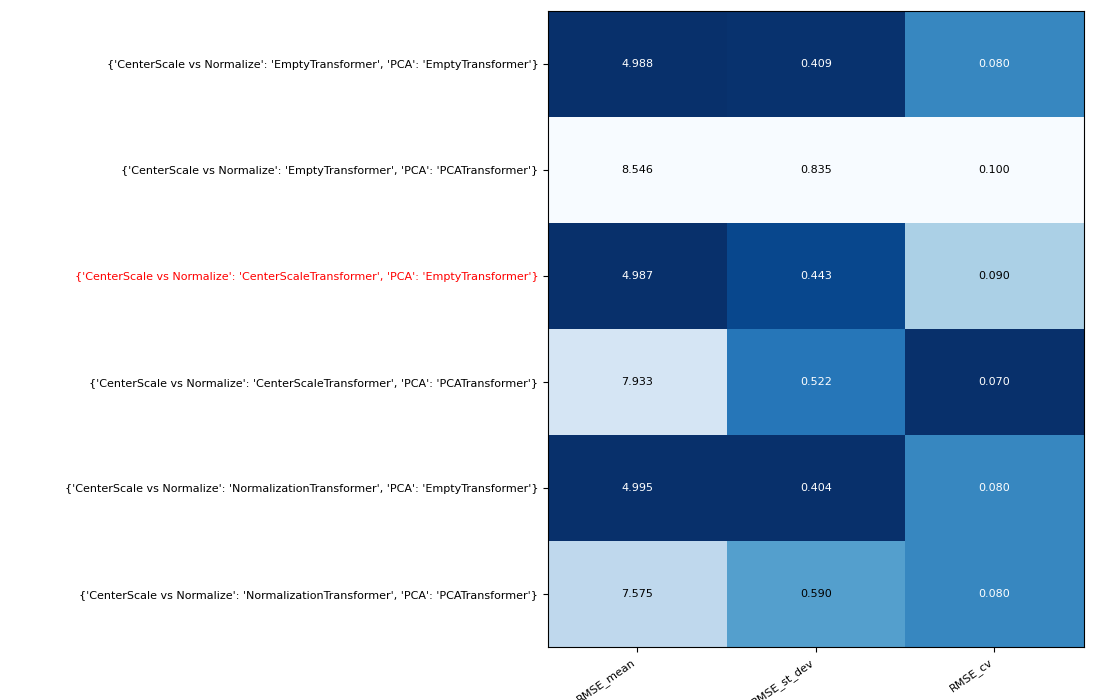 {'CenterScale vs Normalize': 'EmptyTransformer', 'PCA': 'EmptyTransformer'} 4.988 0.409 0.080
{'CenterScale vs Normalize': 'EmptyTransformer', 'PCA': 'PCATransformer'} 8.546 0.835 0.100
{'CenterScale vs Normalize': 'CenterScaleTransformer', 'PCA': 'EmptyTransformer'} 4.987 0.443 0.090
{'CenterScale vs Normalize': 'CenterScaleTransformer', 'PCA': 'PCATransformer'} 7.933 0.522 0.070
{'CenterScale vs Normalize': 'NormalizationTransformer', 'PCA': 'EmptyTransformer'} 4.995 0.404 0.080
{'CenterScale vs Normalize': 'NormalizationTransformer', 'PCA': 'PCATransformer'} 7.575 0.590 0.080
RMSE_mean RMSE_st_dev RMSE_cv